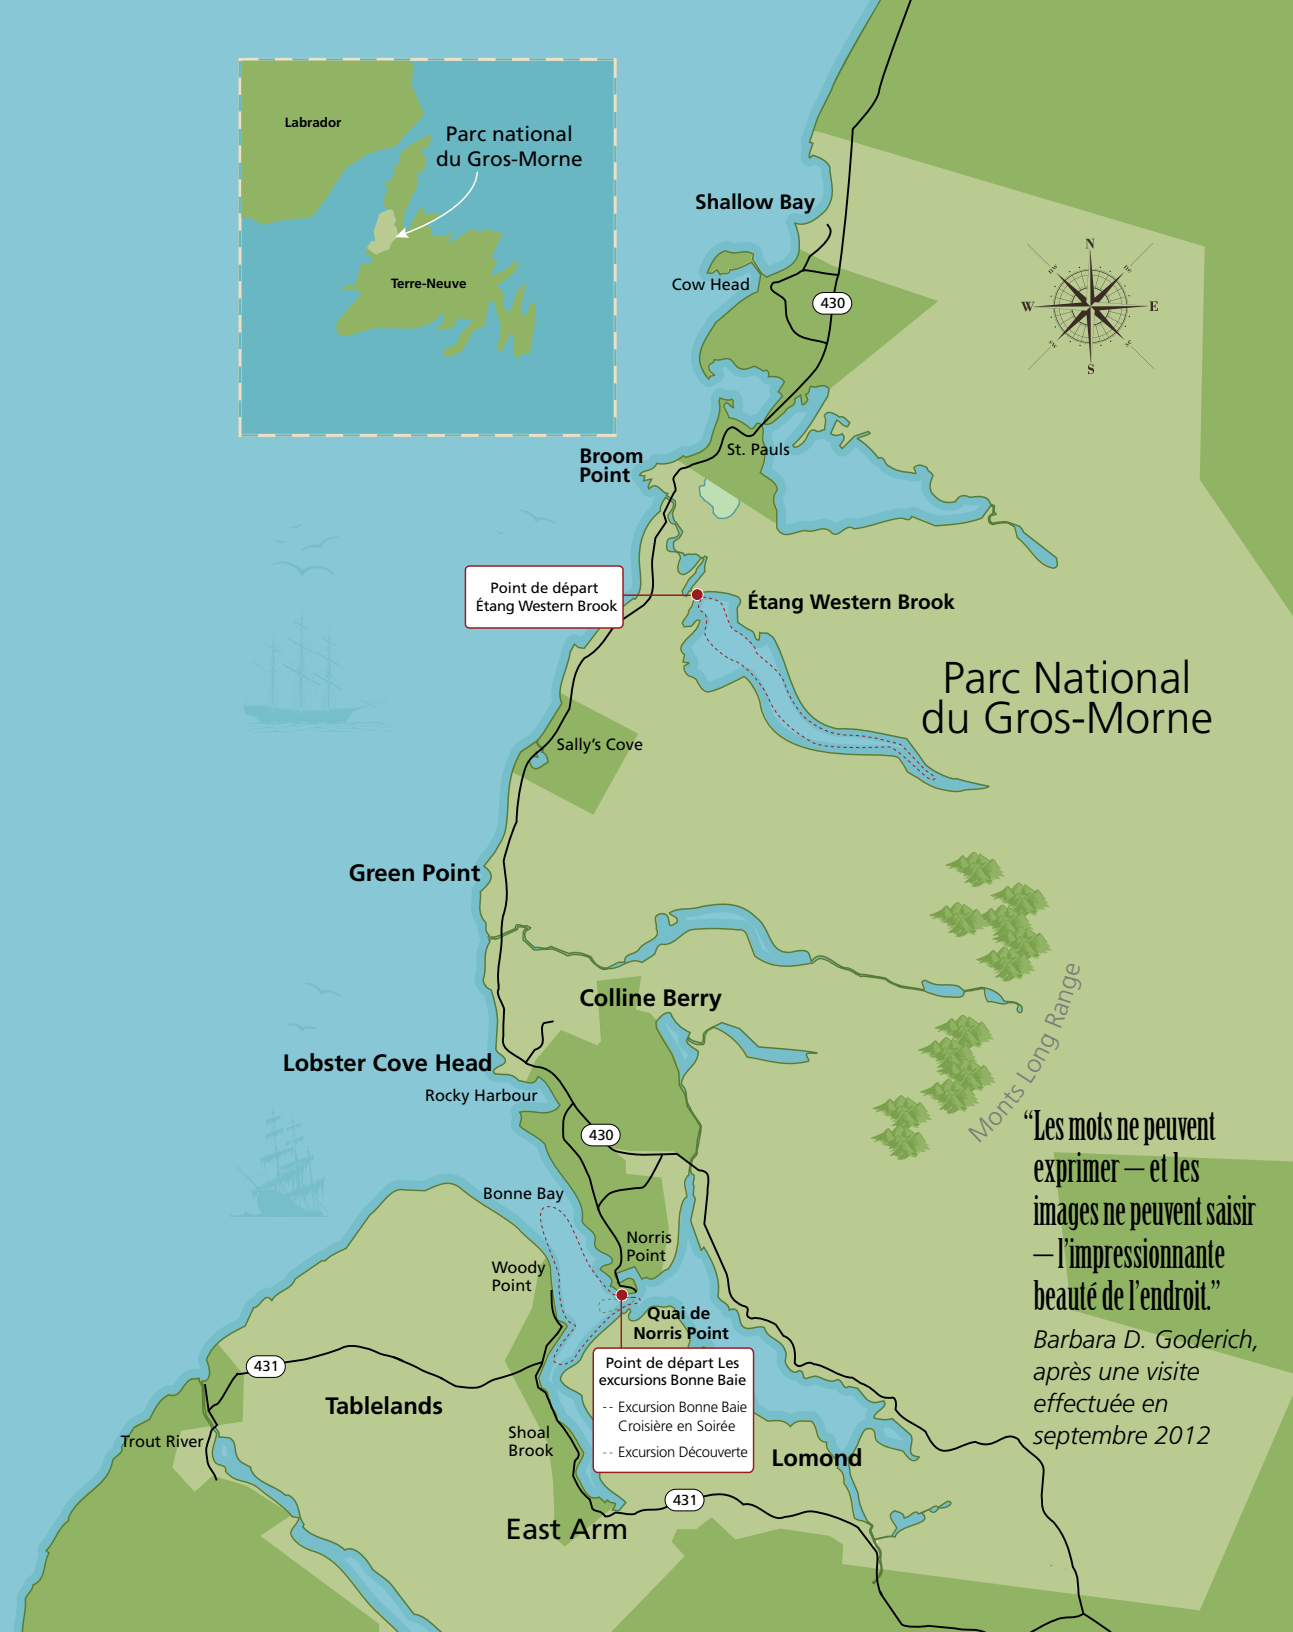 Labrador
Parc national
du Gros-Morne
Terre-Neuve
Shallow Bay
Cow Head
430
N
nw
ne
W
E
sw
se
S
Broom
Point
St. Pauls
Point de départ
Étang Western Brook
Étang Western Brook
Parc National
du Gros-Morne
Sally’s Cove
Green Point
Colline Berry
Monts Long Range
Lobster Cove Head
Rocky Harbour
430
“Les mots ne peuvent
exprimer — et les
images ne peuvent saisir
— l’impressionnante
beauté de l’endroit.”
Barbara D. Goderich,
après une visite
effectuée en
septembre 2012
Bonne Bay
Norris
Point
Woody
Point
Quai de
Norris Point
Point de départ Les
excursions Bonne Baie
-- Excursion Bonne Baie
Croisière en Soirée
-- Excursion Découverte
431
Tablelands
Trout River
Shoal
Brook
Lomond
431
East Arm